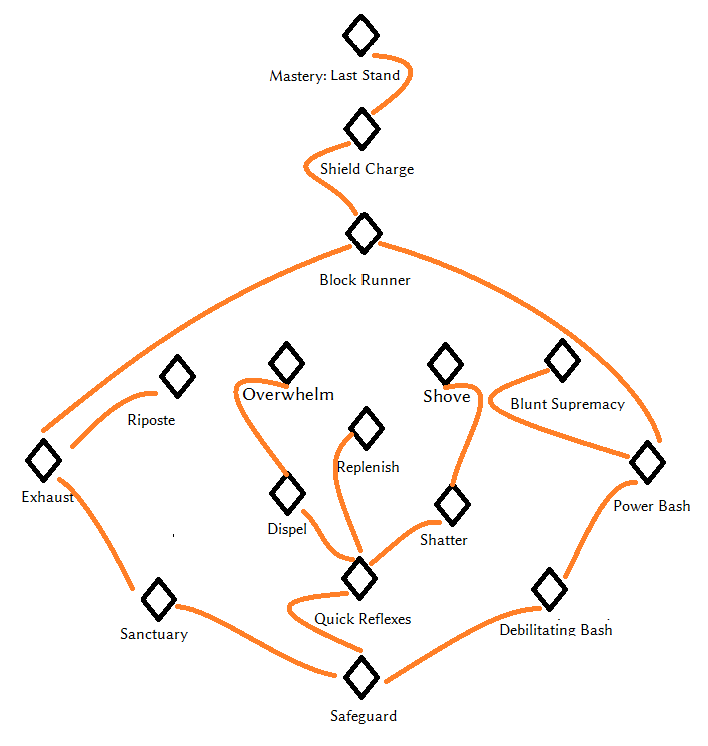 Mastery: Last Stand
Shield Charge
Block Runner
Overwhelm
Shove
Blunt Supremacy
Riposte
Replenish
Exhaust
Power Bash
Dispel
Shatter
Quick Reflexes
Sanctuary
Debilitating Bash
Safeguard